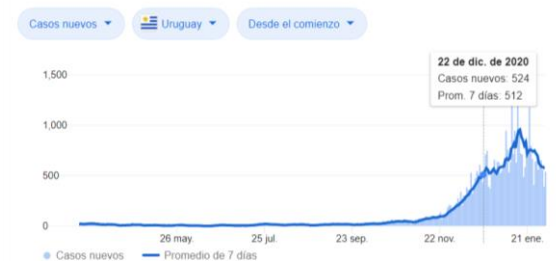 Casos nuevos
Uruguay
Desde el comienzo
22 de dic. de 2020
Casos nuevos: 524
Prom. 7 días: 512
1,500
1,000
500
0
26 may.
25 jul.
23 sep.
22 nov.
21 ene.
Casos nuevos
Promedio de 7 días